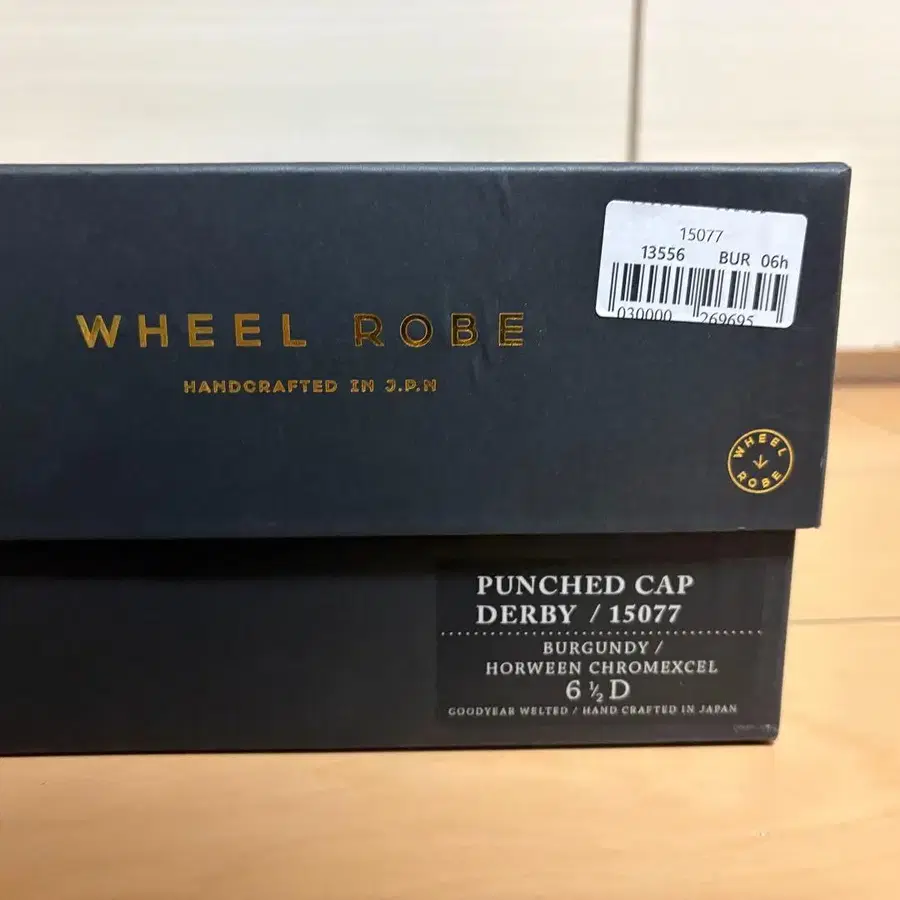 15077
13556 BUR 06h
030000 269695
WHEEL ROBE
HANDCRAFTED IN J.P.N
WHEEL
ROBE
PUNCHED CAP
DERBY / 15077
BURGUNDY /
HORWEEN CHROMEXCEL
6 ½ D
GOODYEAR WELTED / HAND CRAFTED IN JAPAN